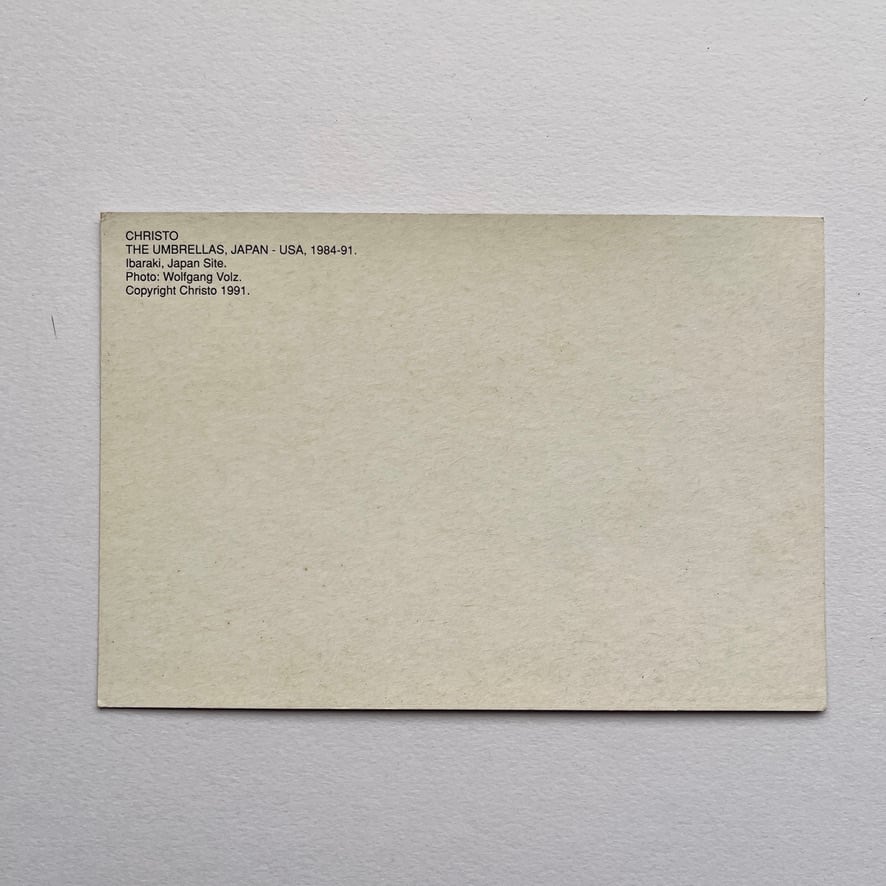 CHRISTO
THE UMBRELLAS, JAPAN - USA, 1984-91.
Ibaraki, Japan Site.
Photo: Wolfgang Volz.
Copyright Christo 1991.